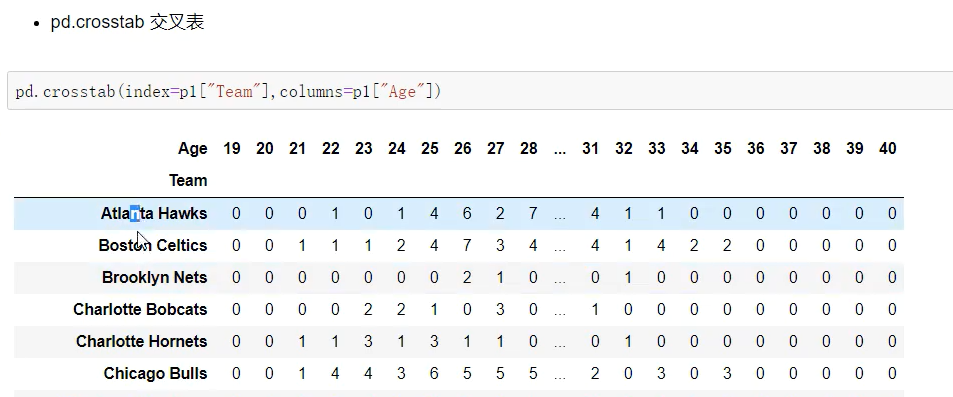 pd.crosstab 交叉表
pd.crosstab(index=p1["Team"],columns=p1["Age"])
Age 19 20 21 22 23 24 25 26 27 28 ... 31 32 33 34 35 36 37 38 39 40
Team
Atlanta Hawks 0 0 0 1 0 1 4 6 2 7 ... 4 1 1 0 0 0 0 0 0 0
Boston Celtics 0 0 1 1 1 2 4 7 3 4 ... 4 1 4 2 2 0 0 0 0 0
Brooklyn Nets 0 0 0 0 0 0 0 2 1 0 ... 0 1 0 0 0 0 0 0 0 0
Charlotte Bobcats 0 0 0 0 2 2 1 0 3 0 ... 1 0 0 0 0 0 0 0 0 0
Charlotte Hornets 0 0 1 1 3 1 3 1 1 0 ... 0 1 0 0 0 0 0 0 0 0
Chicago Bulls 0 0 1 4 4 3 6 5 5 5 ... 2 0 3 0 3 0 0 0 0 0